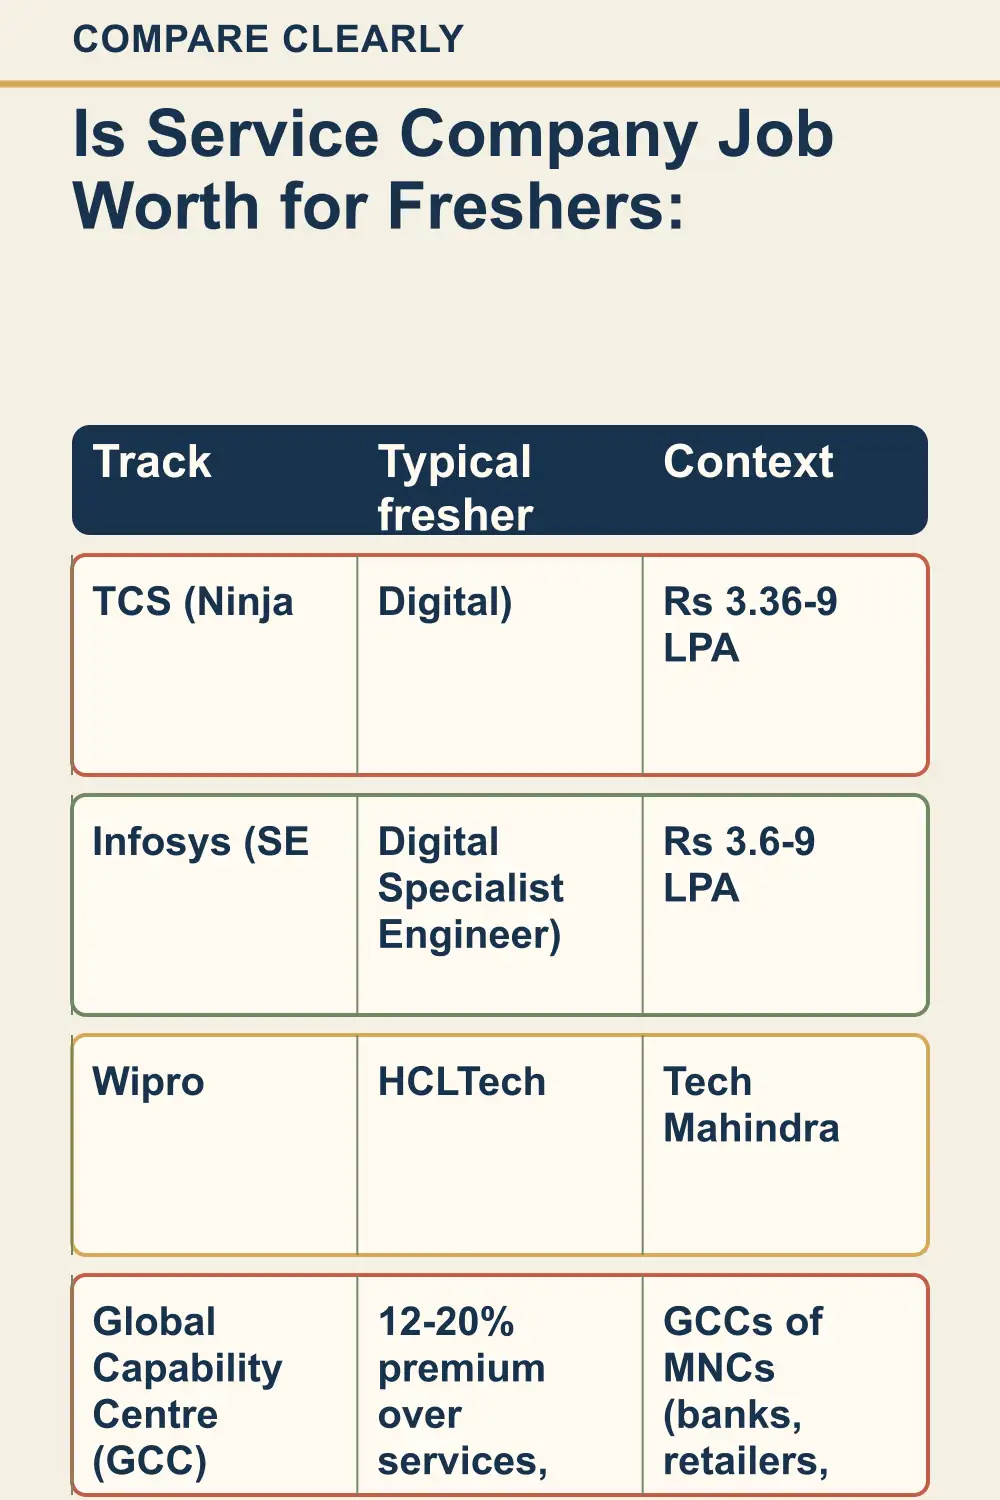 COMPARE CLEARLY
Is Service Company Job
Worth for Freshers:
Track
Typical
fresher
Context
TCS (Ninja
Digital)
Rs 3.36-9
LPA
Infosys (SE
Digital
Specialist
Engineer)
Rs 3.6-9
LPA
Wipro
HCLTech
Tech
Mahindra
Global
Capability
Centre
(GCC)
12-20%
premium
over
services,
GCCs of
MNCs
(banks,
retailers,